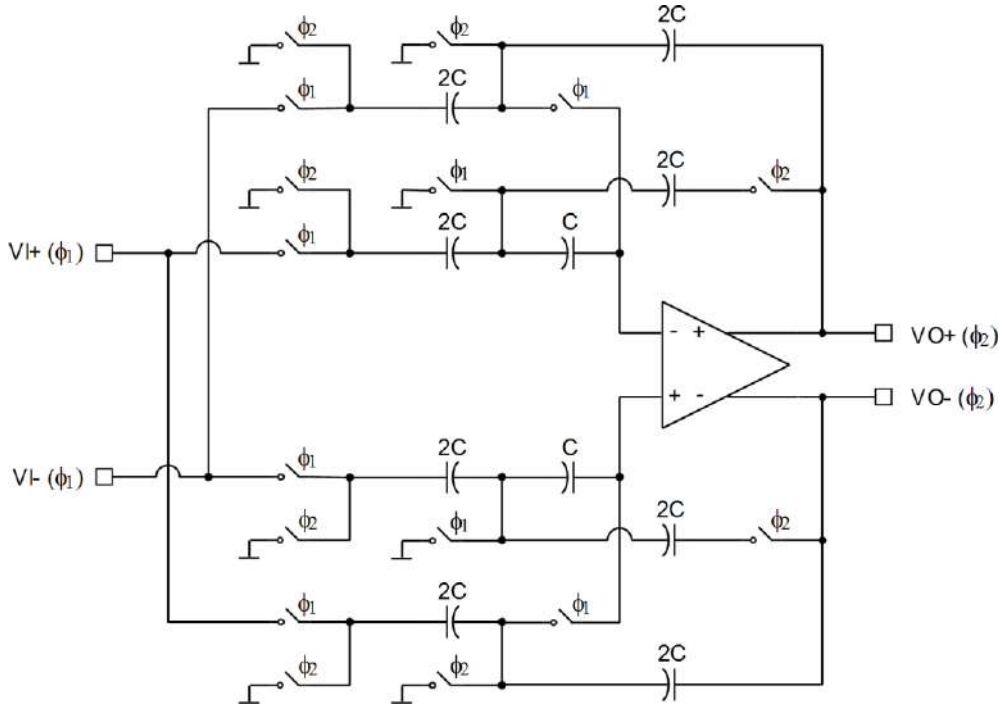 2C
ϕ2 ϕ2
2C
ϕ1 ϕ1
2C
ϕ2 ϕ1 ϕ2
2C C
VI+ (ϕ1) ϕ1
- + VO+ (ϕ2)
+ - VO- (ϕ2)
2C C
VI- (ϕ1) ϕ1
2C
ϕ2 ϕ1 ϕ2
2C
ϕ1 ϕ1
2C
ϕ2 ϕ2